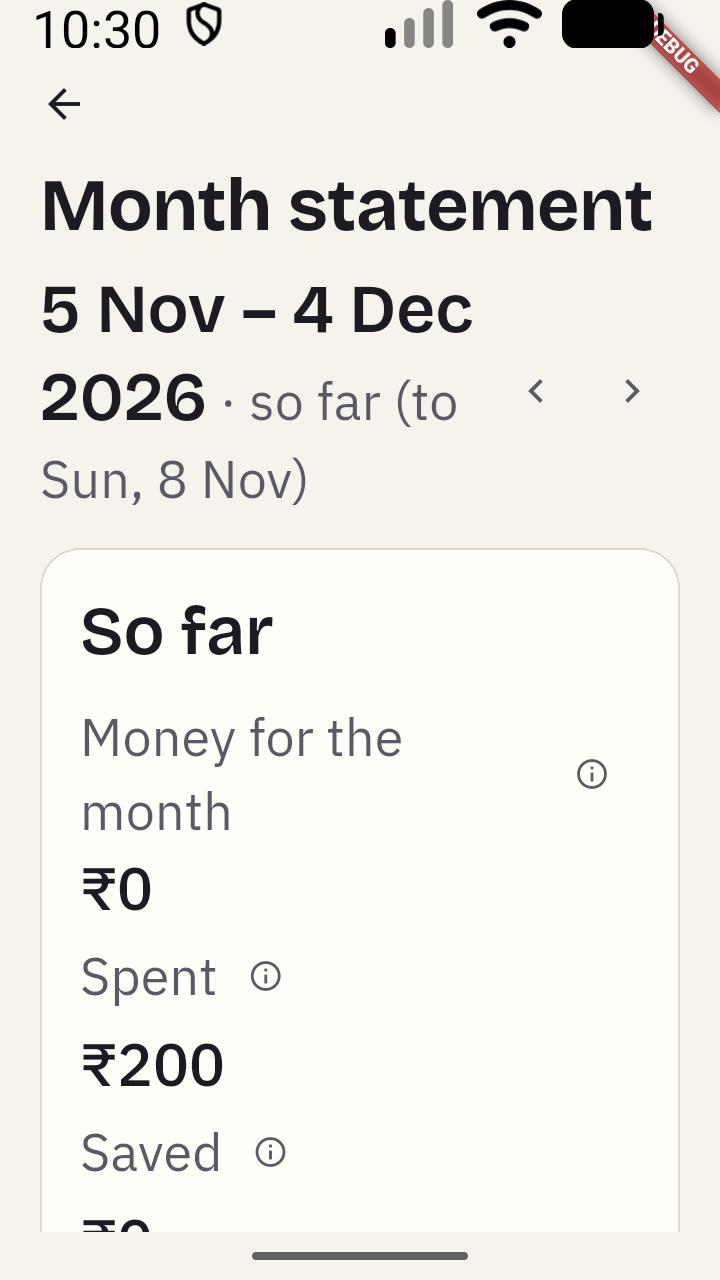 10:30
DEBUG
Month statement
5 Nov – 4 Dec
2026 · so far (to
Sun, 8 Nov)
So far
Money for the
month
₹0
Spent
₹200
Saved
₹0